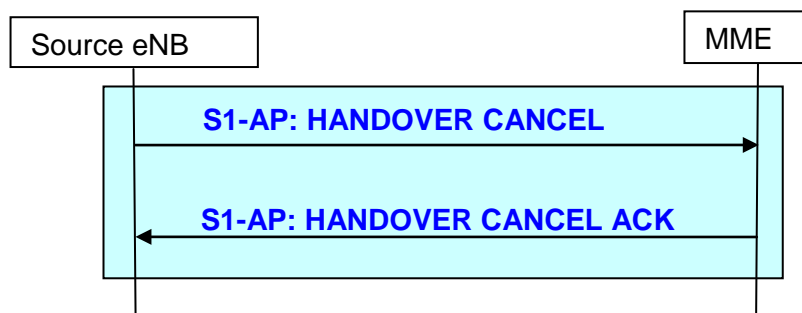 Source eNB
MME
S1-AP: HANDOVER CANCEL
S1-AP: HANDOVER CANCEL ACK